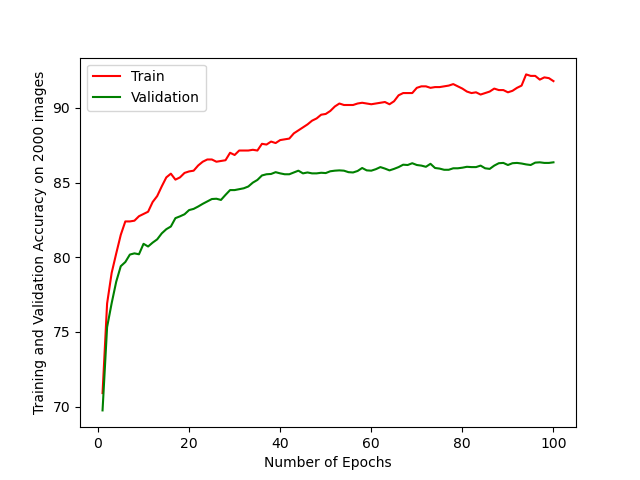 Train
Validation
90
85
80
75
70
Training and Validation Accuracy on 2000 images
0 20 40 60 80 100
Number of Epochs